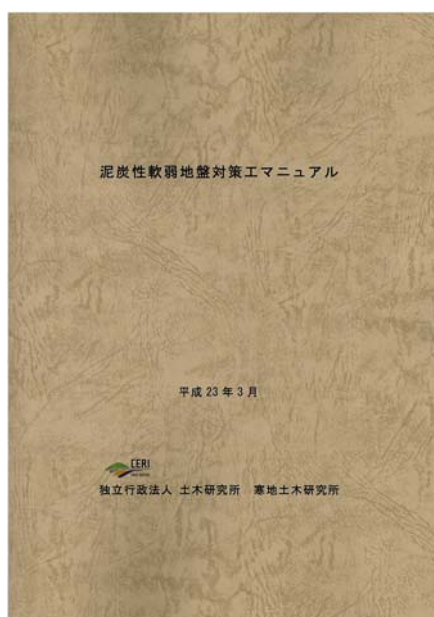 泥炭性軟弱地盤対策工マニュアル
平成 23 年 3 月
CERI
独立行政法人 土木研究所 寒地土木研究所